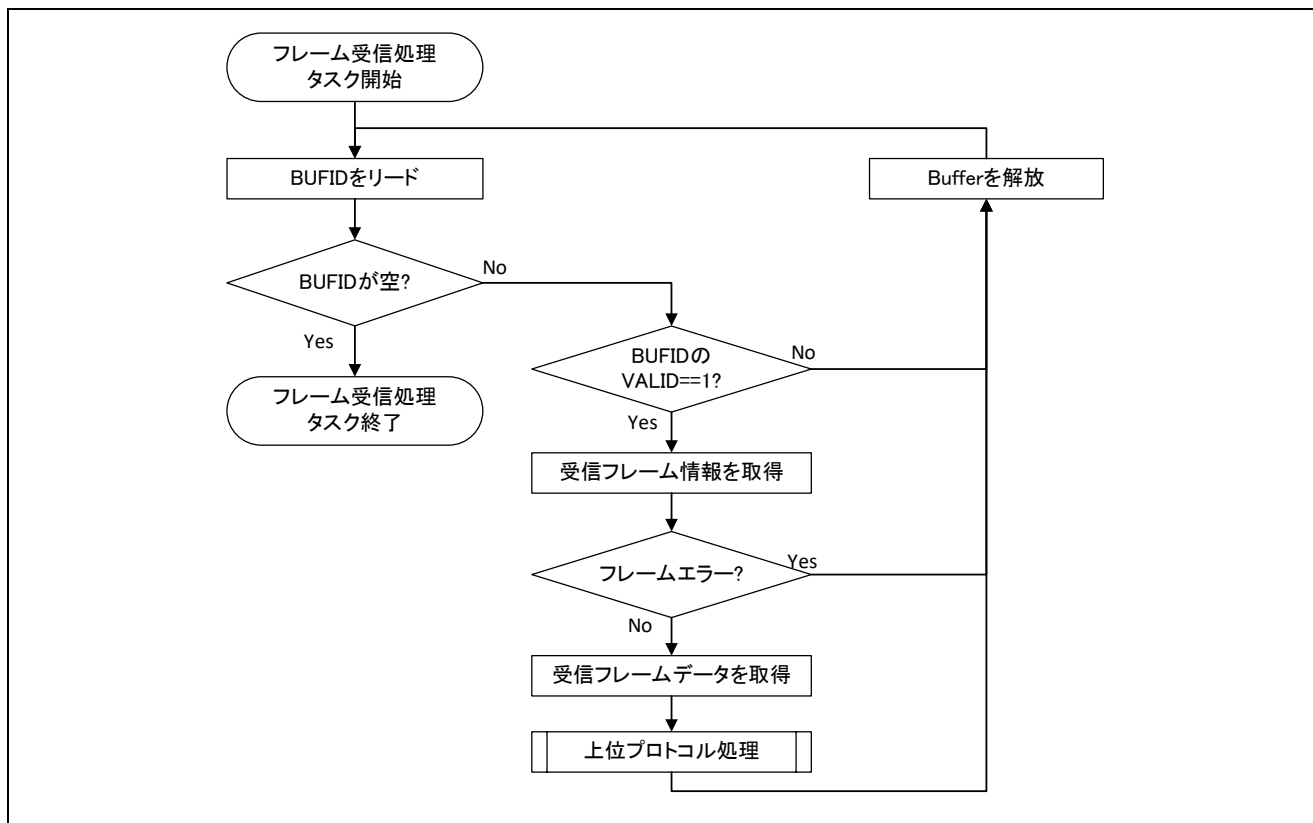 フレーム受信処理
タスク開始
BUFIDをリード
Bufferを解放
BUFIDが空?
No
Yes
フレーム受信処理
タスク終了
BUFIDの
VALID==1?
No
Yes
受信フレーム情報を取得
フレームエラー?
Yes
No
受信フレームデータを取得
上位プロトコル処理